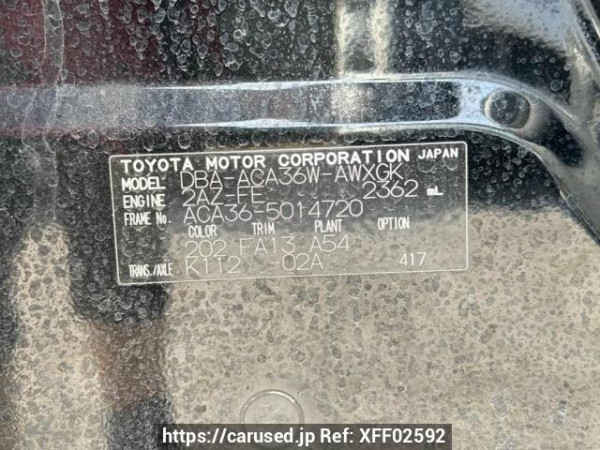 TOYOTA MOTOR CORPORATION JAPAN
MODEL DBA-ACA36W-AWXGK
ENGINE 2AZ-FE 2362 mL
FRAME No. ACA36-5014720
COLOR TRIM PLANT OPTION
202 FA13 A54
TRANS./AXLE K112 -02A 417
https://carused.jp Ref: XFF02592